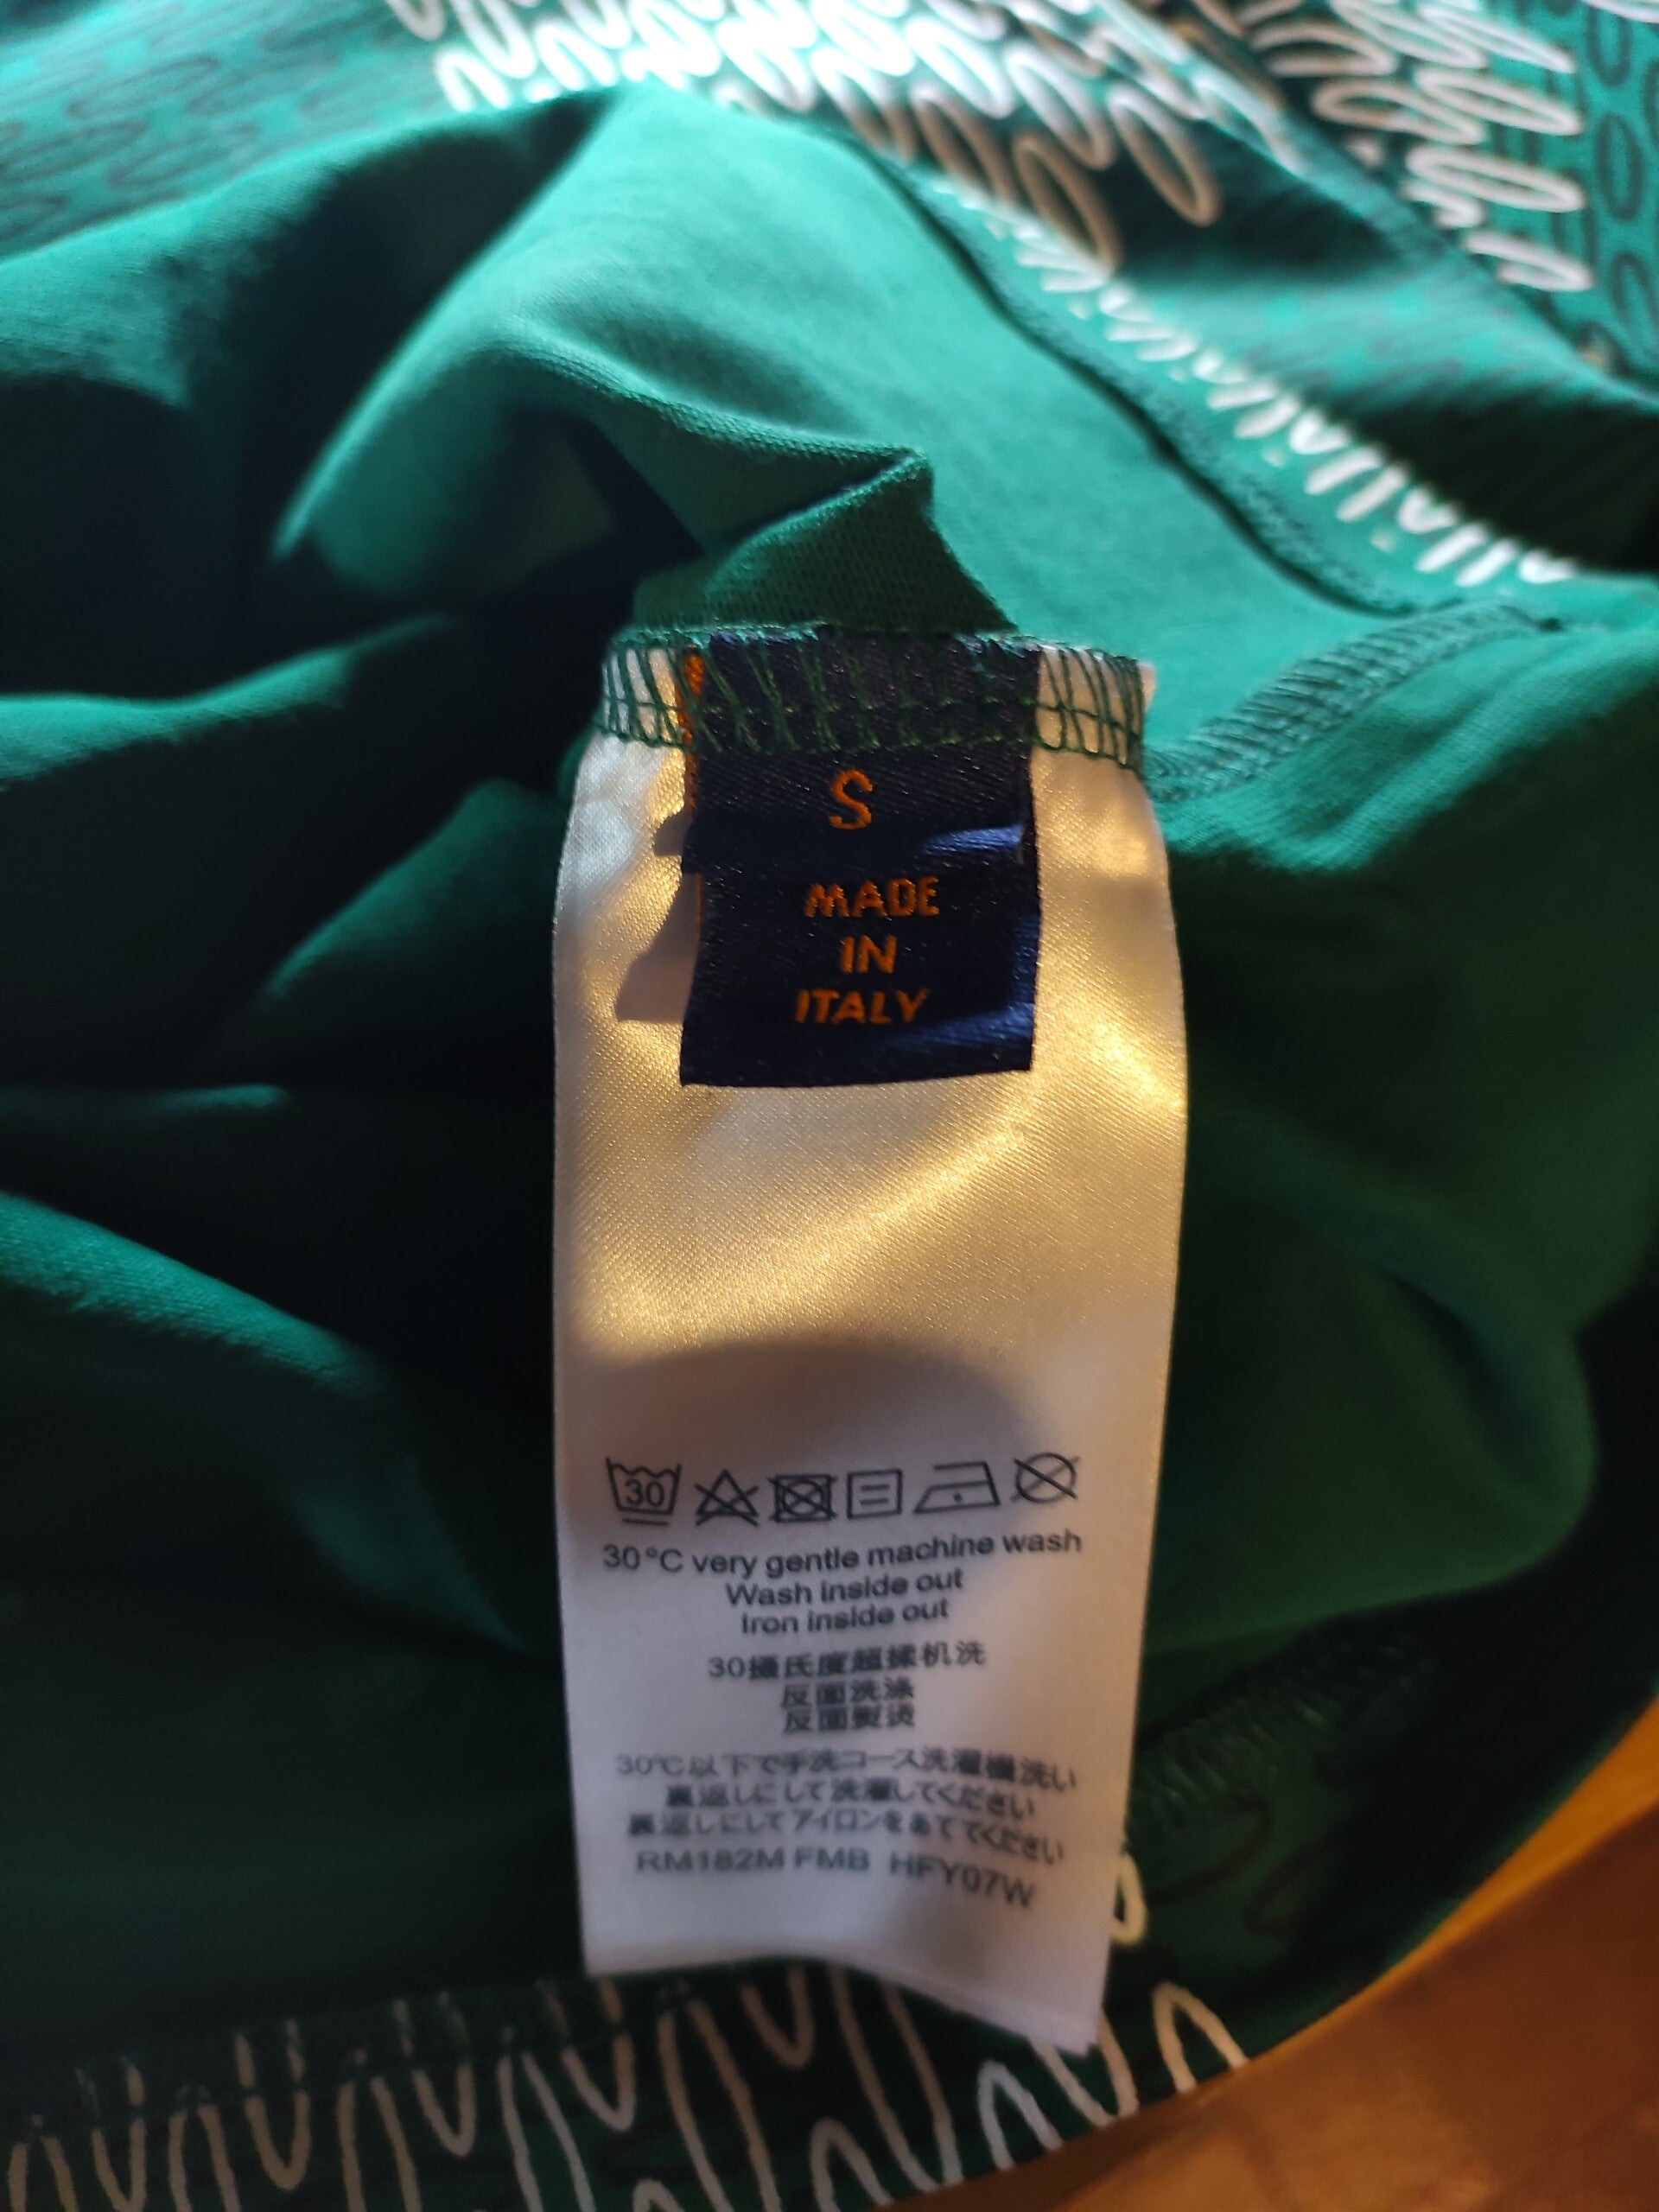 S
MADE
IN
ITALY
30
30°C very gentle machine wash
Wash inside out
Iron inside out
30攝氏度超揉机洗
反面洗涤
反面熨烫
30℃以下で手洗コース洗濯機洗い
裏返しにして洗濯してください
裏返しにしてアイロンをあててください
RM182M FMB HFY07W